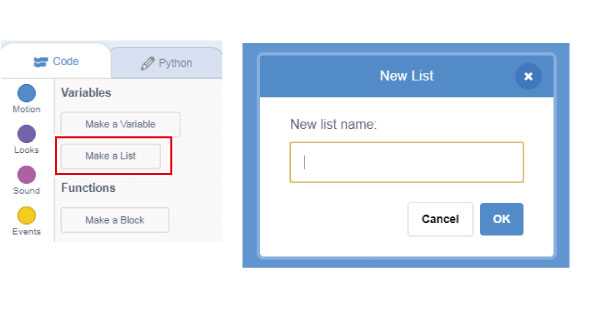 Code
Python
Motion
Looks
Sound
Events
Variables
Make a Variable
Make a List
Functions
Make a Block
New List
New list name:
Cancel
OK